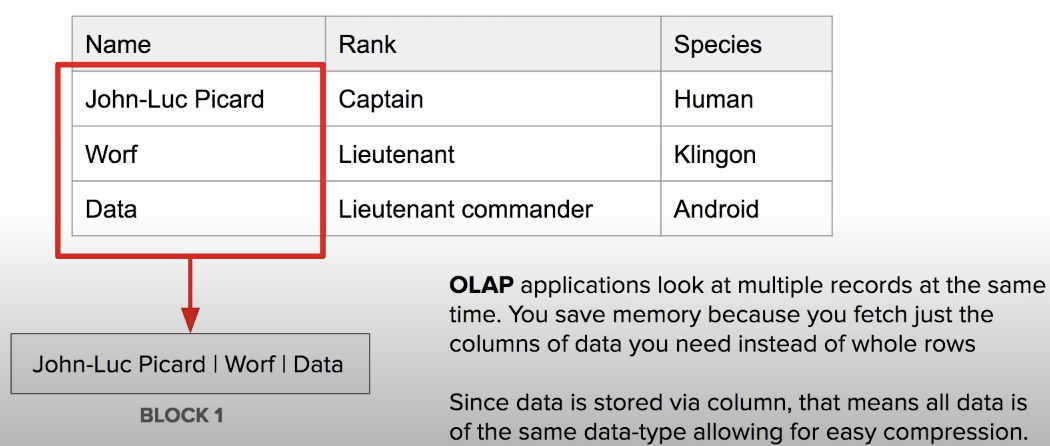 Name Rank Species
John-Luc Picard Captain Human
Worf Lieutenant Klingon
Data Lieutenant commander Android
OLAP applications look at multiple records at the same
time. You save memory because you fetch just the
columns of data you need instead of whole rows
John-Luc Picard | Worf | Data
BLOCK 1
Since data is stored via column, that means all data is
of the same data-type allowing for easy compression.